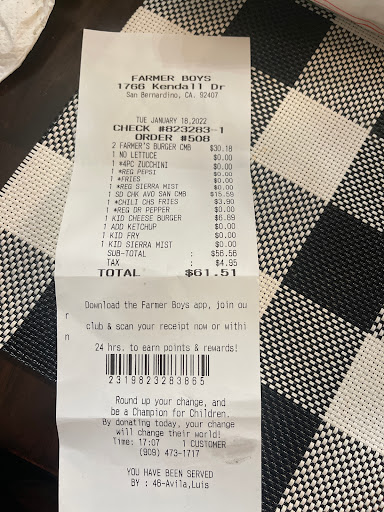 FARMER BOYS
1766 Kendall Dr
San Bernardino, CA. 92407
TUE JANUARY 18,2022
CHECK #823283-1
ORDER #508
2 FARMER'S BURGER CMB $30.18
1 NO LETTUCE $0.00
1 *4PC ZUCCHINI $0.00
1 *REG PEPSI $0.00
1 *FRIES $0.00
1 *REG SIERRA MIST $0.00
1 SD CHK AVO SAN CMB $15.59
1 *CHILI CHS FRIES $3.90
1 *REG DR PEPPER $0.00
1 KID CHEESE BURGER $6.89
1 ADD KETCHUP $0.00
1 KID FRY $0.00
1 KID SIERRA MIST $0.00
SUB-TOTAL : $56.56
TAX : $4.95
TOTAL $61.51
Download the Farmer Boys app, join ou
r
club & scan your receipt now or withi
n
24 hrs. to earn points & rewards!
2319823283865
Round up your change, and
be a Champion for Children.
By donating today, your change
will change their world!
Time: 17:07 1 CUSTOMER
(909) 473-1717
YOU HAVE BEEN SERVED
BY : 46-Avila,Luis